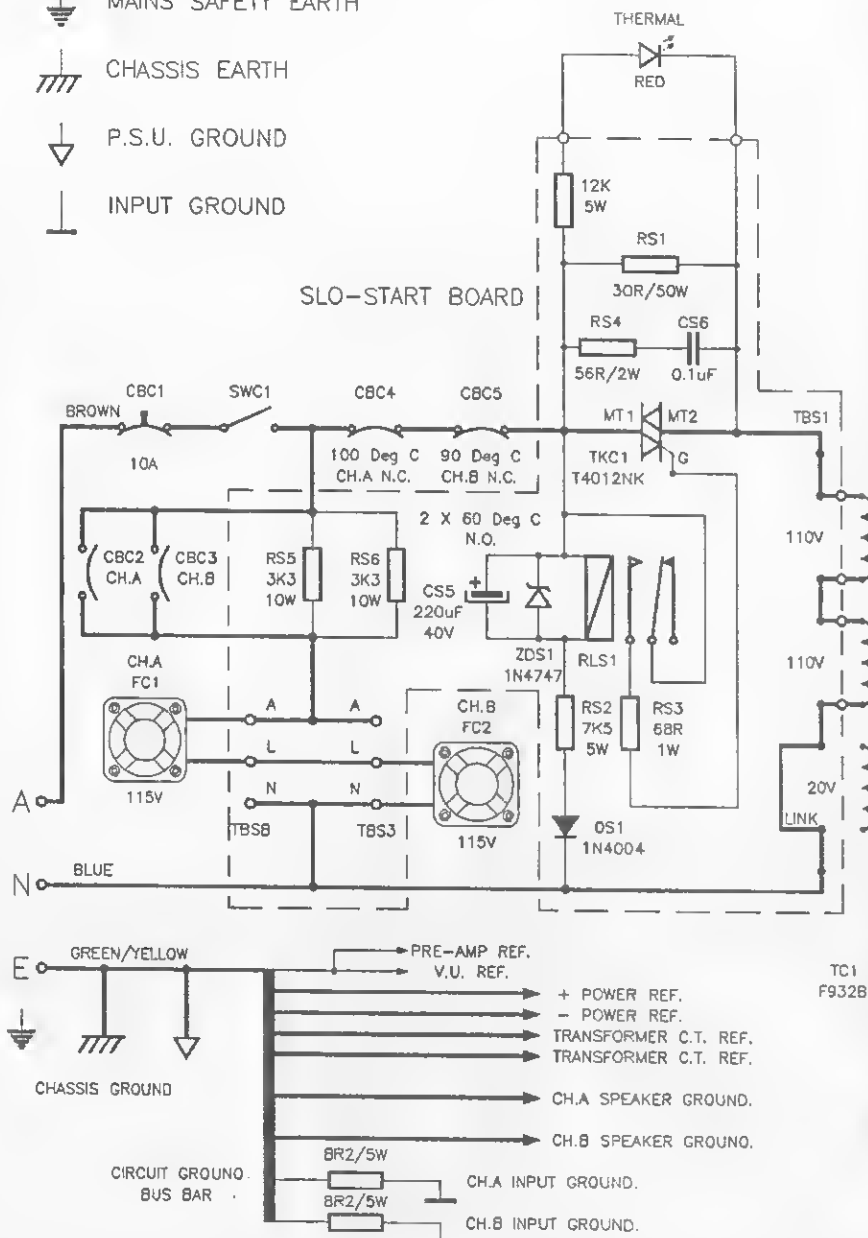 MAINS SAFETY EARTH
CHASSIS EARTH
P.S.U. GROUND
INPUT GROUND
THERMAL
RED
12K
5W
RS1
30R/50W
SLO-START BOARD
RS4
CS6
56R/2W
0.1uF
CBC1
SWC1
CBC4
CBC5
BROWN
MT1
MT2
TBS1
10A
100 Deg C
CH.A N.C.
90 Deg C
CH.B N.C.
TKC1
G
T4012NK
2 X 60 Deg C
N.O.
110V
CBC2
CH.A
CBC3
CH.B
RS5
3K3
10W
RS6
3K3
10W
CS5
220uF
40V
+
ZDS1
1N4747
RLS1
110V
CH.A
FC1
115V
A
A
L
L
N
N
TBS8
TBS3
CH.B
FC2
115V
RS2
7K5
5W
RS3
68R
1W
20V
LINK
A
DS1
1N4004
N
BLUE
E
GREEN/YELLOW
PRE-AMP REF.
V.U. REF.
TC1
F932B
+ POWER REF.
- POWER REF.
TRANSFORMER C.T. REF.
TRANSFORMER C.T. REF.
CHASSIS GROUND
CH.A SPEAKER GROUND.
CH.B SPEAKER GROUND.
CIRCUIT GROUND
BUS BAR
8R2/5W
CH.A INPUT GROUND.
8R2/5W
CH.B INPUT GROUND.